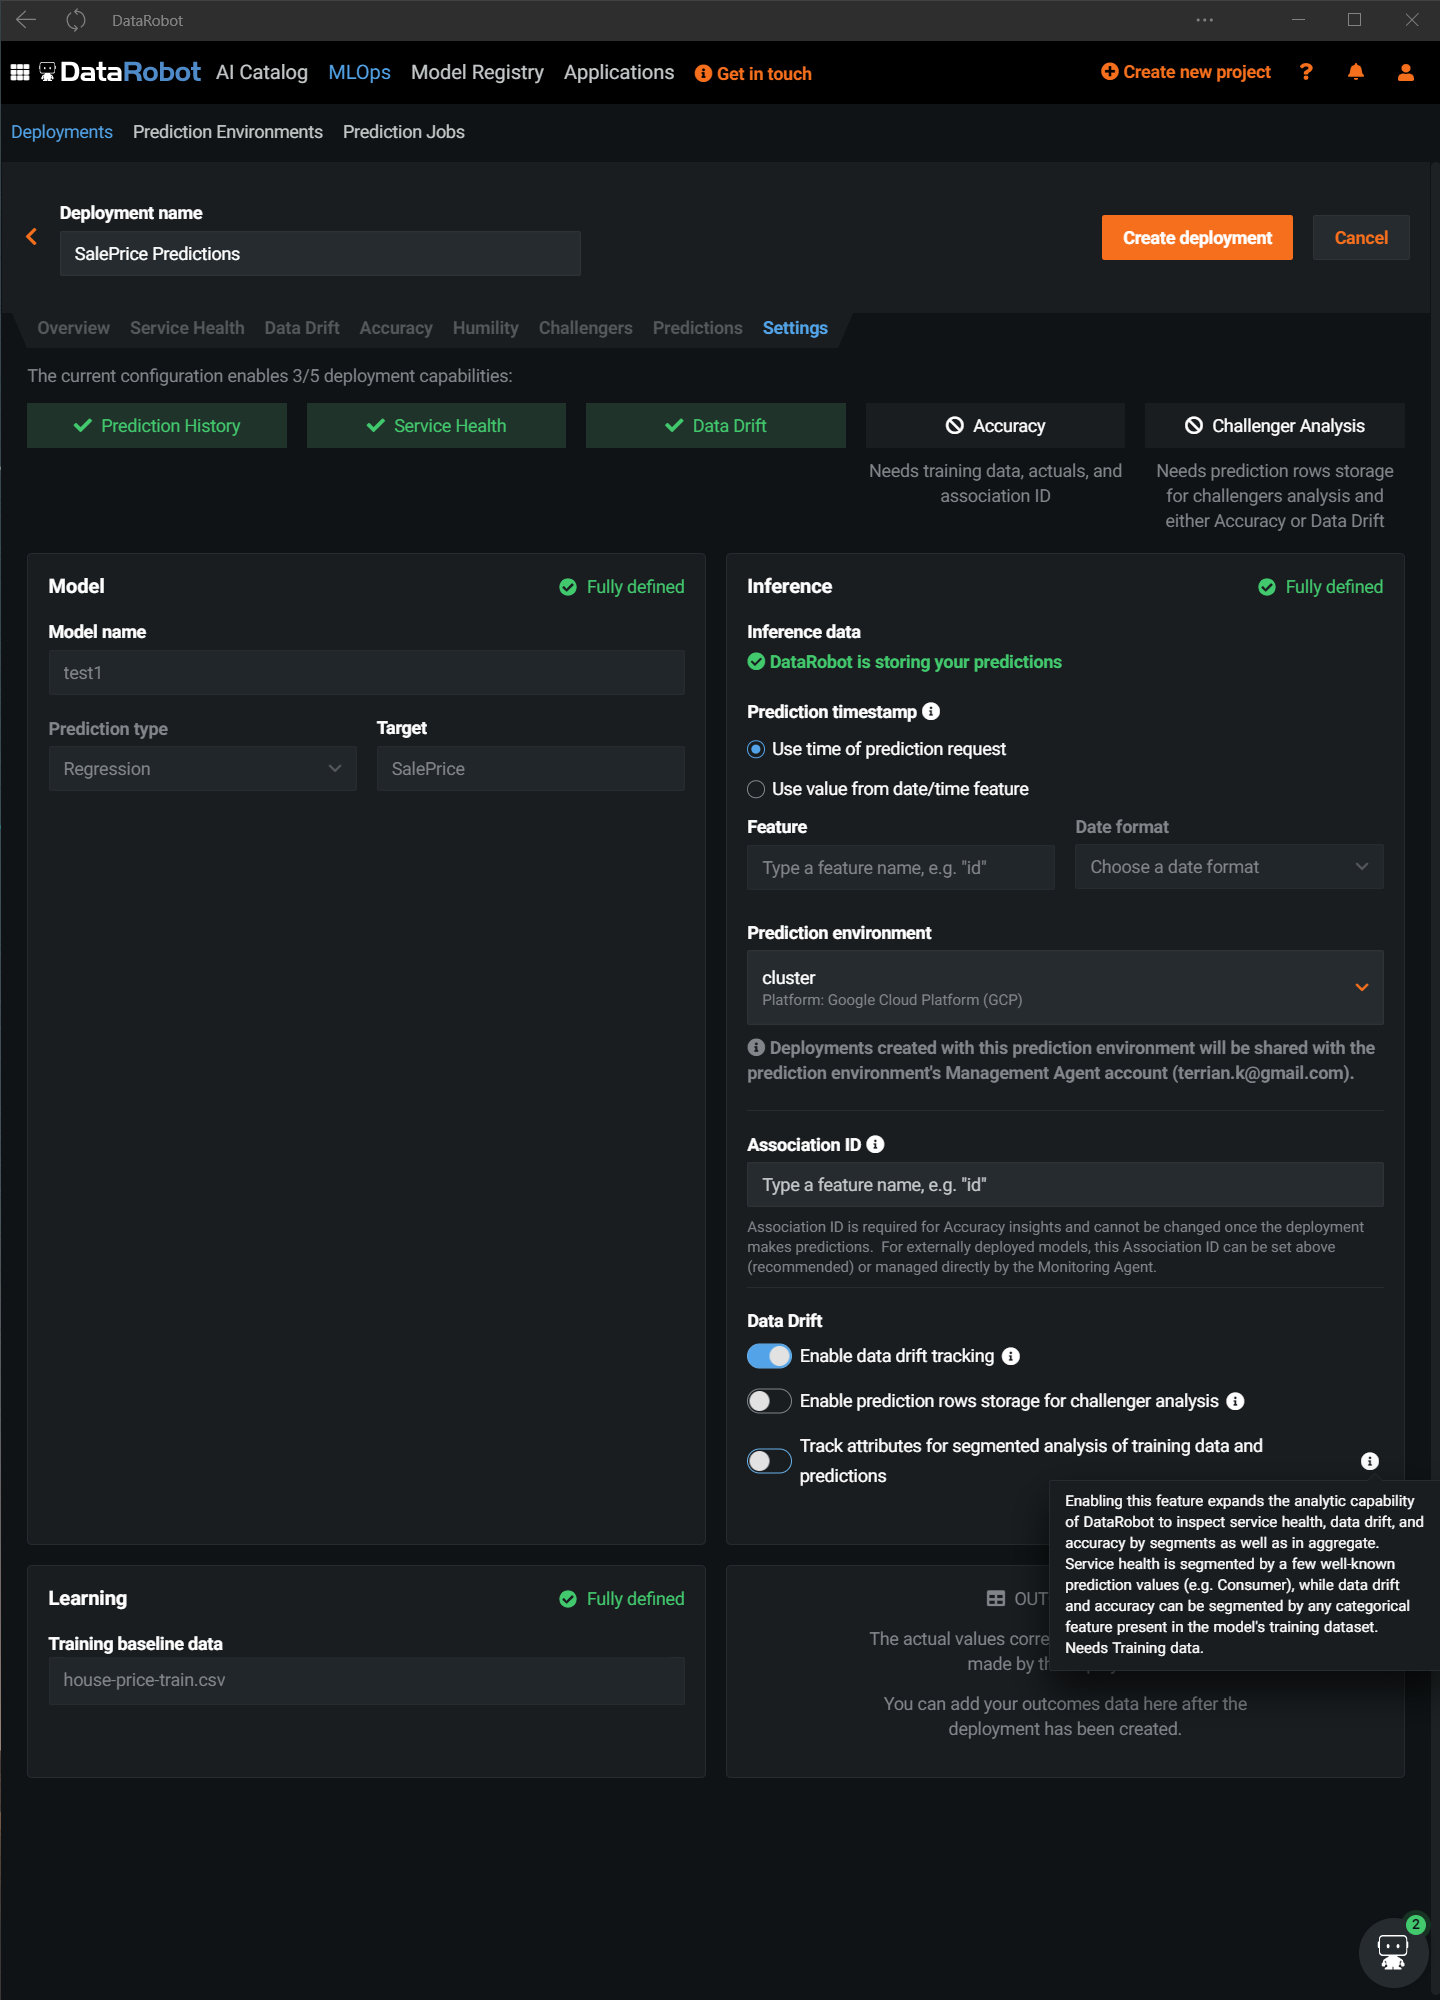 DataRobot
DataRobot AI Catalog MLOps Model Registry Applications Get in touch Create new project
Deployments Prediction Environments Prediction Jobs
Deployment name
SalePrice Predictions
Create deployment Cancel
Overview Service Health Data Drift Accuracy Humility Challengers Predictions Settings
The current configuration enables 3/5 deployment capabilities:
Prediction History Service Health Data Drift Accuracy Challenger Analysis
Needs training data, actuals, and
association ID
Needs prediction rows storage
for challengers analysis and
either Accuracy or Data Drift
Model Fully defined
Model name
test1
Prediction type Target
Regression SalePrice
Inference Fully defined
Inference data
DataRobot is storing your predictions
Prediction timestamp
Use time of prediction request
Use value from date/time feature
Feature Date format
Type a feature name, e.g. "id" Choose a date format
Prediction environment
cluster
Platform: Google Cloud Platform (GCP)
Deployments created with this prediction environment will be shared with the
prediction environment's Management Agent account (terrian.k@gmail.com).
Association ID
Type a feature name, e.g. "id"
Association ID is required for Accuracy insights and cannot be changed once the deployment
makes predictions. For externally deployed models, this Association ID can be set above
(recommended) or managed directly by the Monitoring Agent.
Data Drift
Enable data drift tracking
Enable prediction rows storage for challenger analysis
Track attributes for segmented analysis of training data and
predictions
Enabling this feature expands the analytic capability
of DataRobot to inspect service health, data drift, and
accuracy by segments as well as in aggregate.
Service health is segmented by a few well-known
prediction values (e.g. Consumer), while data drift
and accuracy can be segmented by any categorical
feature present in the model's training dataset.
Needs Training data.
Learning Fully defined
Training baseline data
house-price-train.csv
The actual values
made by
You can add your outcomes data here after the
deployment has been created.
2